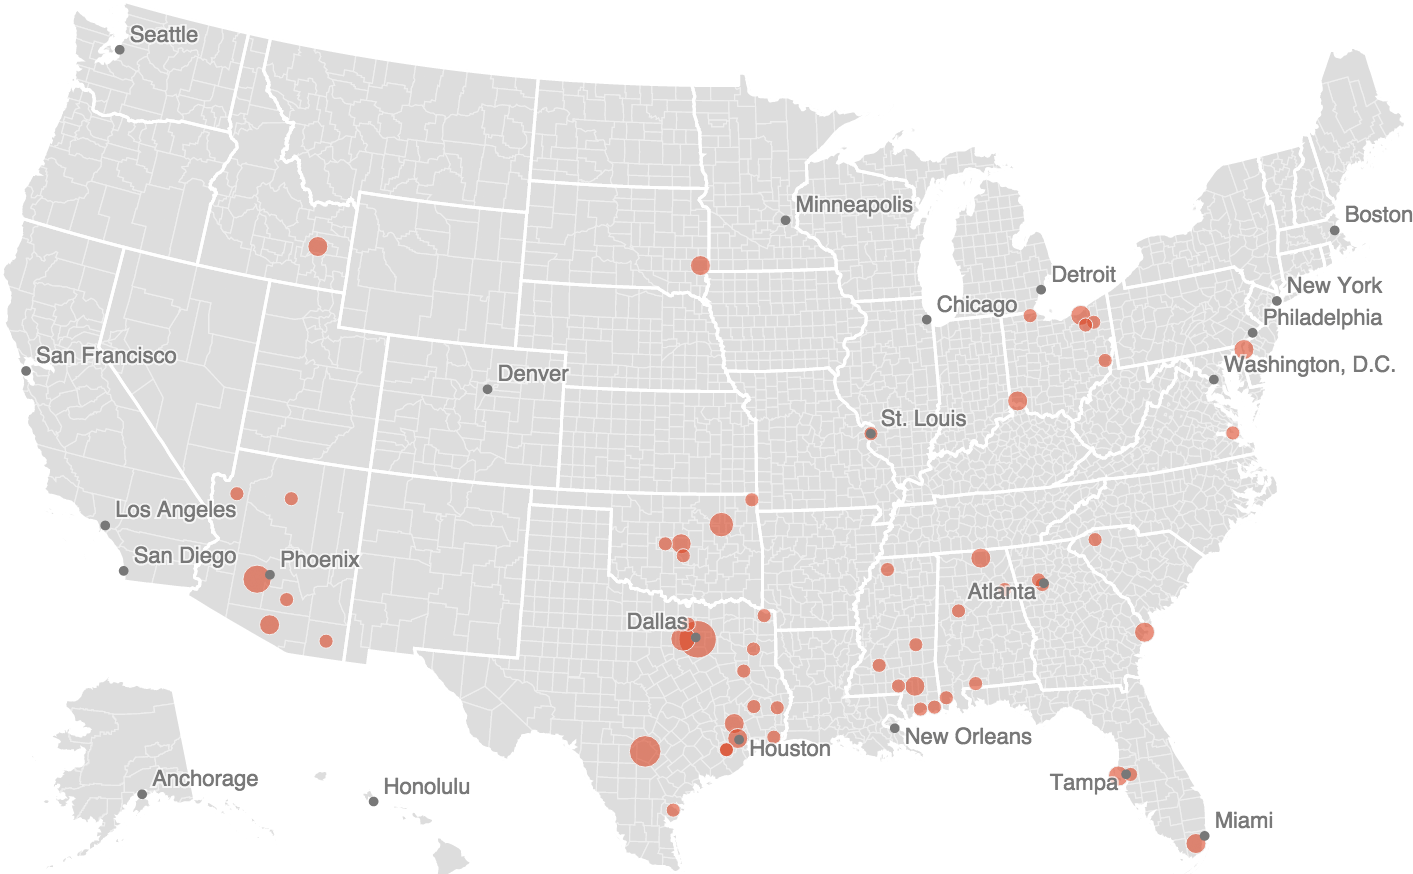 Seattle
Minneapolis
Boston
Detroit
New York
Chicago
Philadelphia
San Francisco
Washington, D.C.
Denver
St. Louis
Los Angeles
San Diego
Phoenix
Atlanta
Dallas
New Orleans
Houston
Anchorage
Honolulu
Tampa
Miami